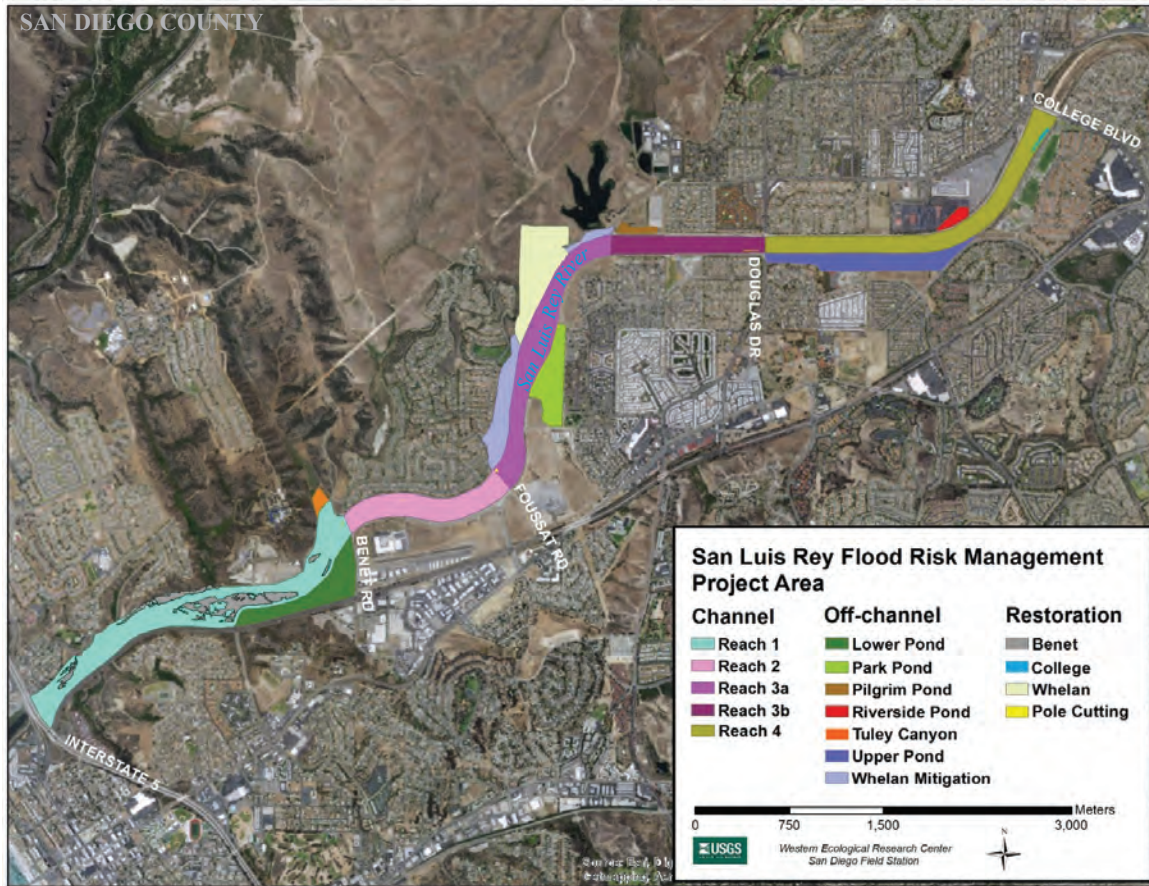 SAN DIEGO COUNTY
COLLEGE BLVD
San Luis Rey River
DOUGLAS DR
FOUSSAT RD
BENET RD
INTERSTATE 5
San Luis Rey Flood Risk Management
Project Area
Channel
Reach 1
Reach 2
Reach 3a
Reach 3b
Reach 4
Off-channel
Lower Pond
Park Pond
Pilgrim Pond
Riverside Pond
Tuley Canyon
Upper Pond
Whelan Mitigation
Restoration
Benet
College
Whelan
Pole Cutting
Meters
0 750 1,500 3,000
USGS
Western Ecological Research Center
San Diego Field Station
N